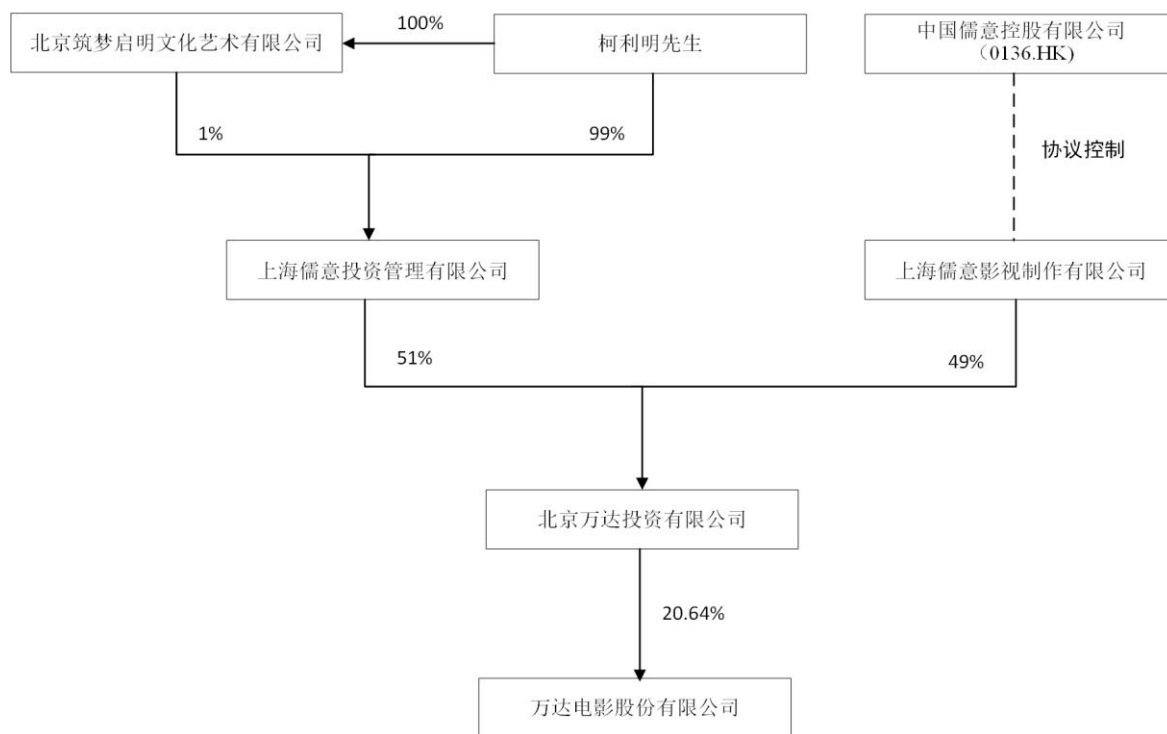 北京筑梦启明文化艺术有限公司
100%
柯利明先生
中国儒意控股有限公司
（0136.HK)
1%
99%
协议控制
上海儒意投资管理有限公司
上海儒意影视制作有限公司
51%
49%
北京万达投资有限公司
20.64%
万达电影股份有限公司